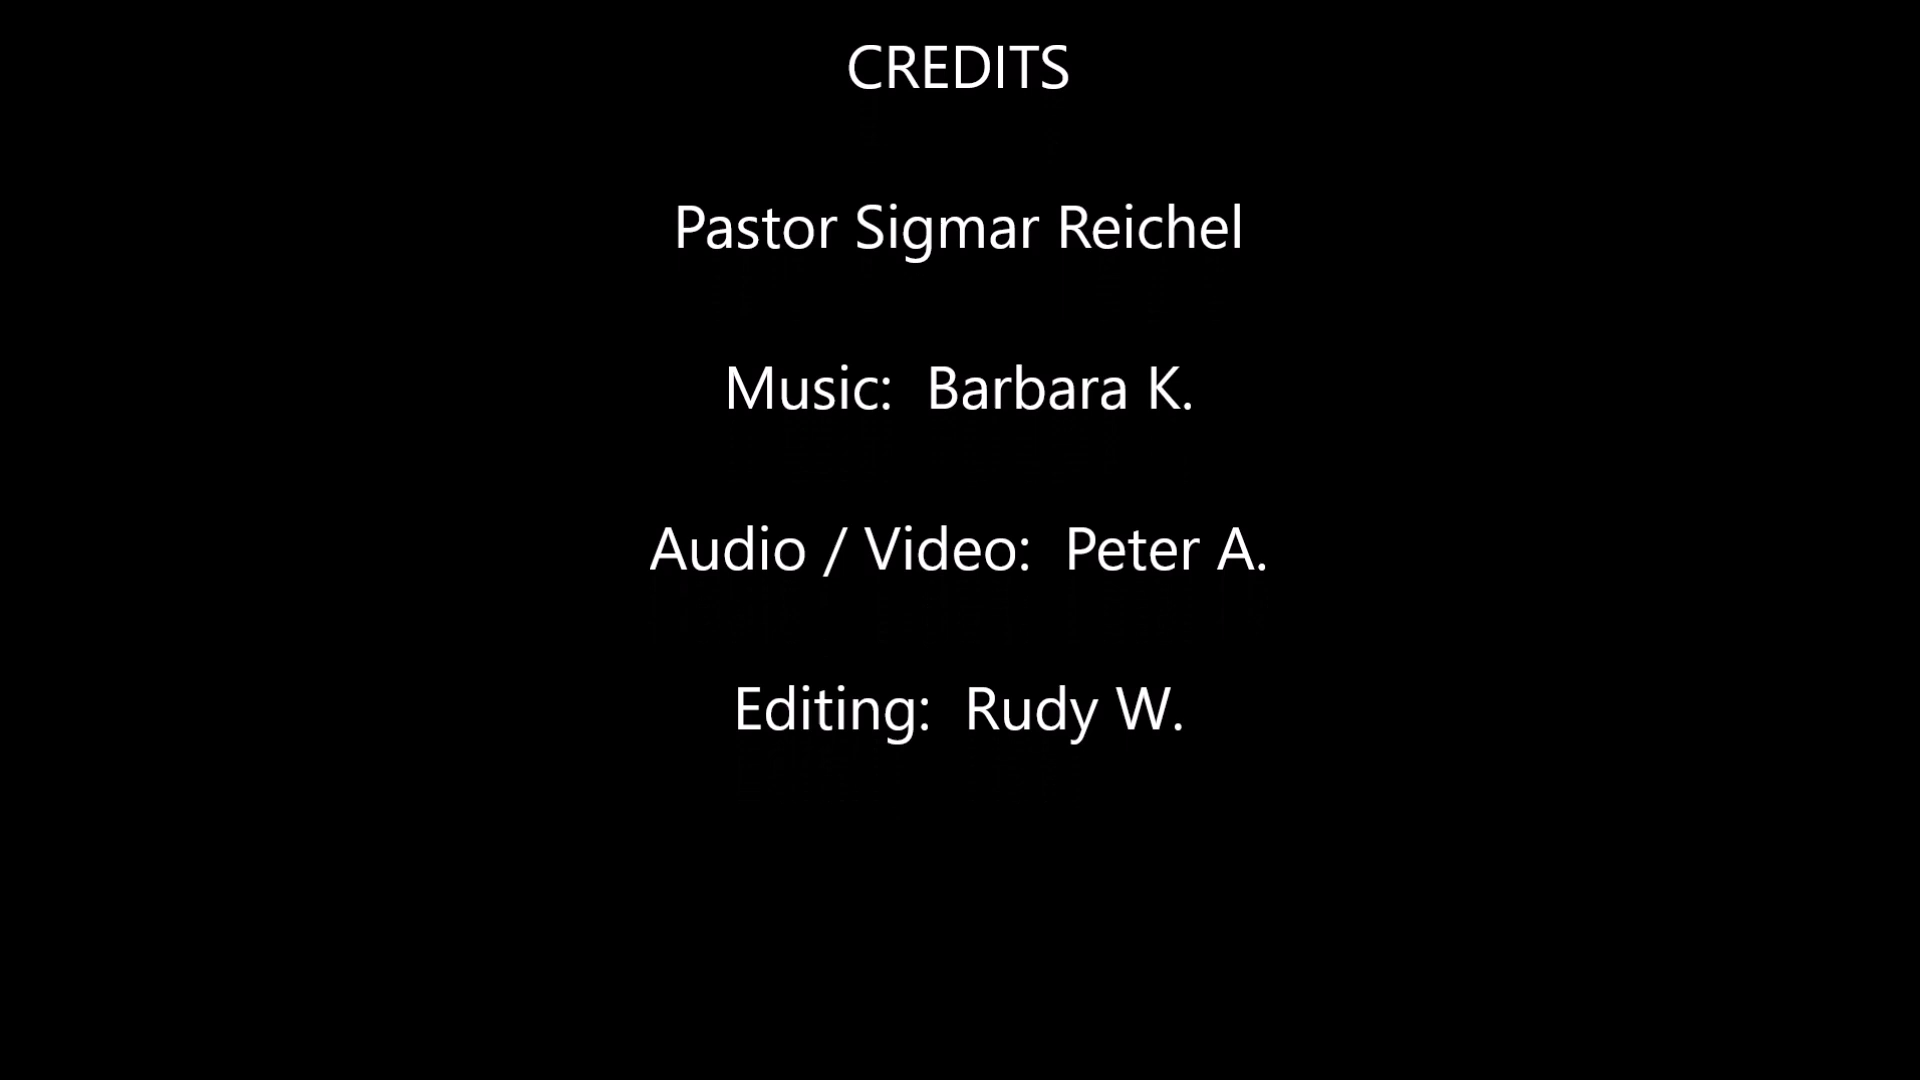 CREDITS
Pastor Sigmar Reichel
Music:  Barbara K.
Audio / Video:  Peter A.
Editing:  Rudy W.